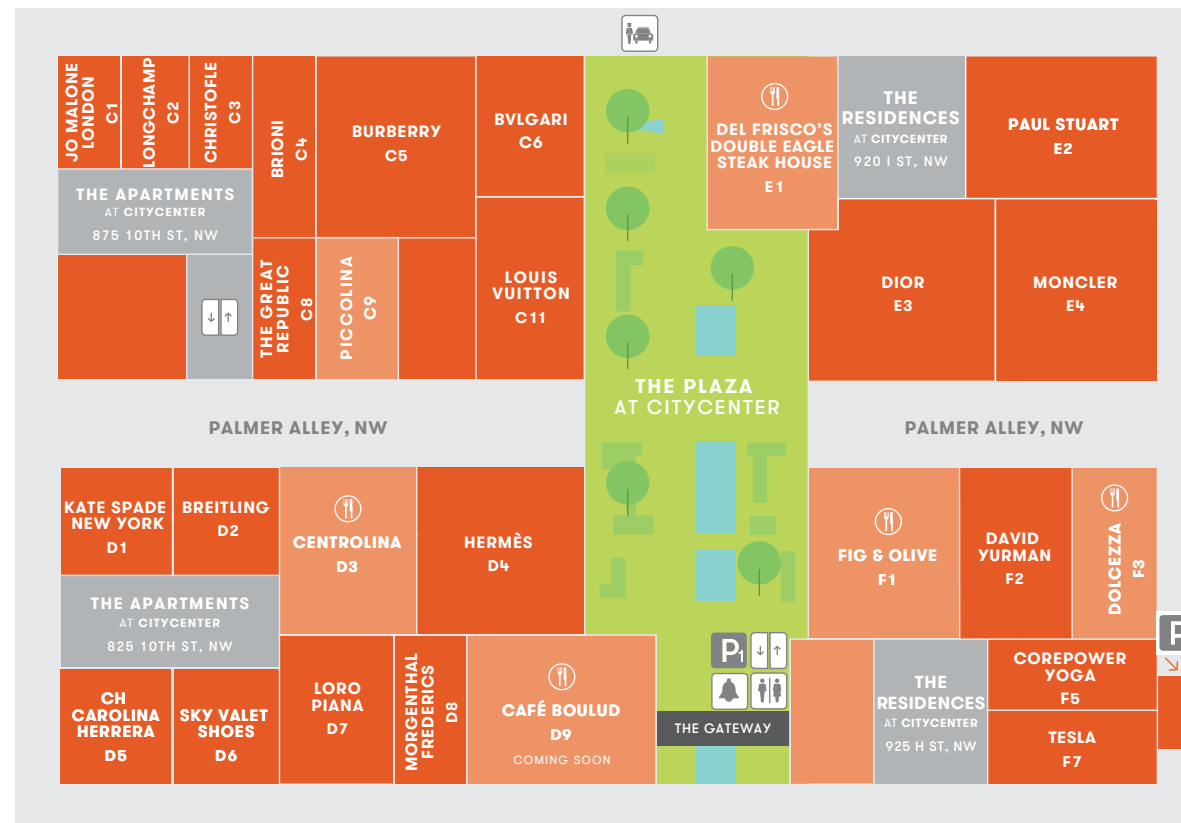 JO MALONE
LONDON
C1
LONGCHAMP
C2
CHRISTOFLE
C3
BRIONI
C4
BURBERRY
C5
BVLGARI
C6
DEL FRISCO'S
DOUBLE EAGLE
STEAK HOUSE
E1
THE
RESIDENCES
AT CITYCENTER
920 I ST, NW
PAUL STUART
E2
THE APARTMENTS
AT CITYCENTER
875 10TH ST, NW
THE GREAT
REPUBLIC
C8
PICCOLINA
C9
LOUIS
VUITTON
C11
DIOR
E3
MONCLER
E4
THE PLAZA
AT CITYCENTER
PALMER ALLEY, NW
PALMER ALLEY, NW
KATE SPADE
NEW YORK
D1
BREITLING
D2
CENTROLINA
D3
HERMÈS
D4
FIG & OLIVE
F1
DAVID
YURMAN
F2
DOLCEZZA
F3
THE APARTMENTS
AT CITYCENTER
825 10TH ST, NW
CH
CAROLINA
HERRERA
D5
SKY VALET
SHOES
D6
LORO
PIANA
D7
MORGENTHAL
FREDERICS
D8
CAFÉ BOULUD
D9
COMING SOON
P1
THE GATEWAY
THE
RESIDENCES
AT CITYCENTER
925 H ST, NW
COREPOWER
YOGA
F5
TESLA
F7
P